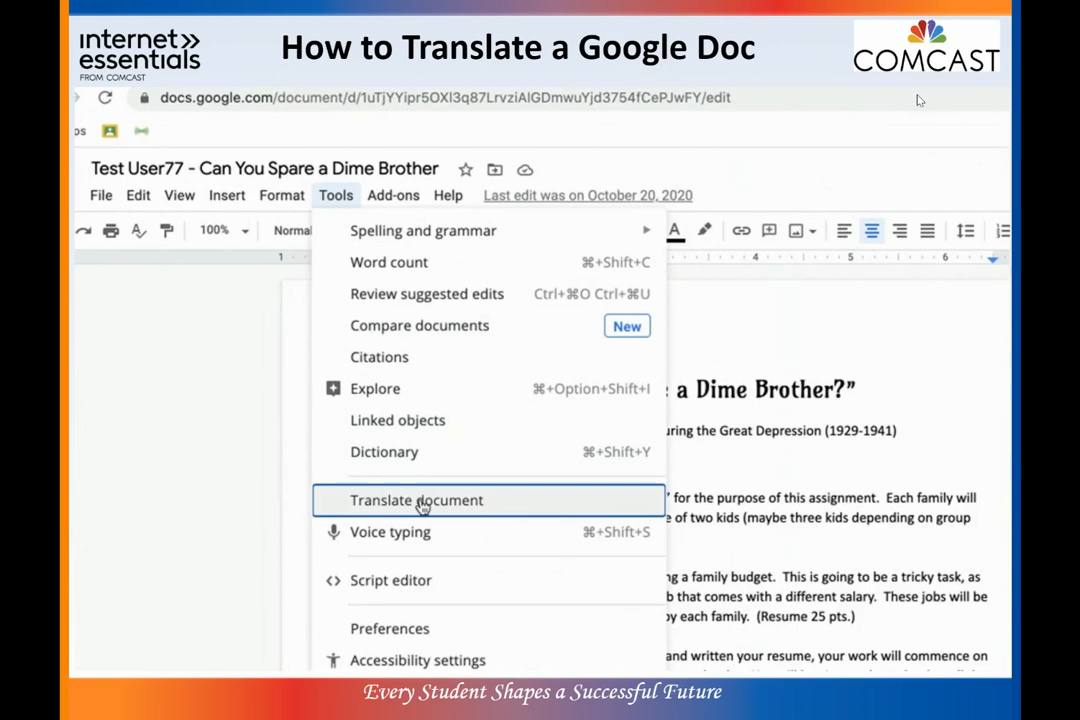 internet
essentials
FROM COMCAST
How to Translate a Google Doc
COMCAST
docs.google.com/document/d/1uTjYYipr5OXl3q87LrvziAlGDmwuYjd3754fCePJwFY/edit
ps
Test User77 - Can You Spare a Dime Brother
File Edit View Insert Format Tools Add-ons Help Last edit was on October 20, 2020
100% Normal
1 4 5 6
Spelling and grammar
Word count ⌘+Shift+C
Review suggested edits Ctrl+⌘O Ctrl+⌘U
Compare documents New
Citations
a Dime Brother?"
Explore ⌘+Option+Shift+I
Linked objects
uring the Great Depression (1929-1941)
Dictionary ⌘+Shift+Y
Translate document
" for the purpose of this assignment. Each family will
e of two kids (maybe three kids depending on group
Voice typing ⌘+Shift+S
ng a family budget. This is going to be a tricky task, as
Script editor
b that comes with a different salary. These jobs will be
by each family. (Resume 25 pts.)
Preferences
and written your resume, your work will commence on
Accessibility settings
Every Student Shapes a Successful Future